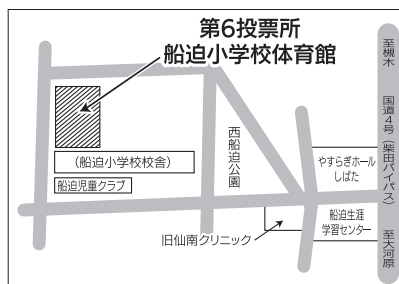 第6投票所
船迫小学校体育館
（船迫小学校校舎）
船迫児童クラブ
西船迫公園
旧仙南クリニック
やすらぎホール
しばた
船迫生涯
学習センター
至槻木
国道4号（柴田バイパス）
至大河原